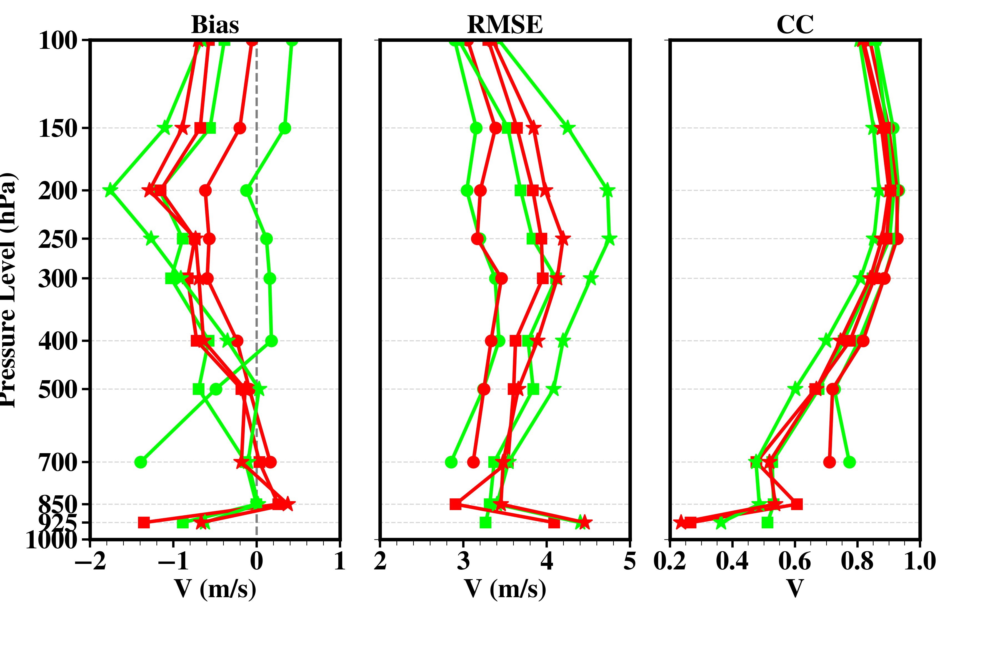 Bias
RMSE
CC
Pressure Level (hPa)
100
150
200
250
300
400
500
700
850
925
1000
−2 −1 0 1
2 3 4 5
0.2 0.4 0.6 0.8 1.0
V (m/s)
V (m/s)
V